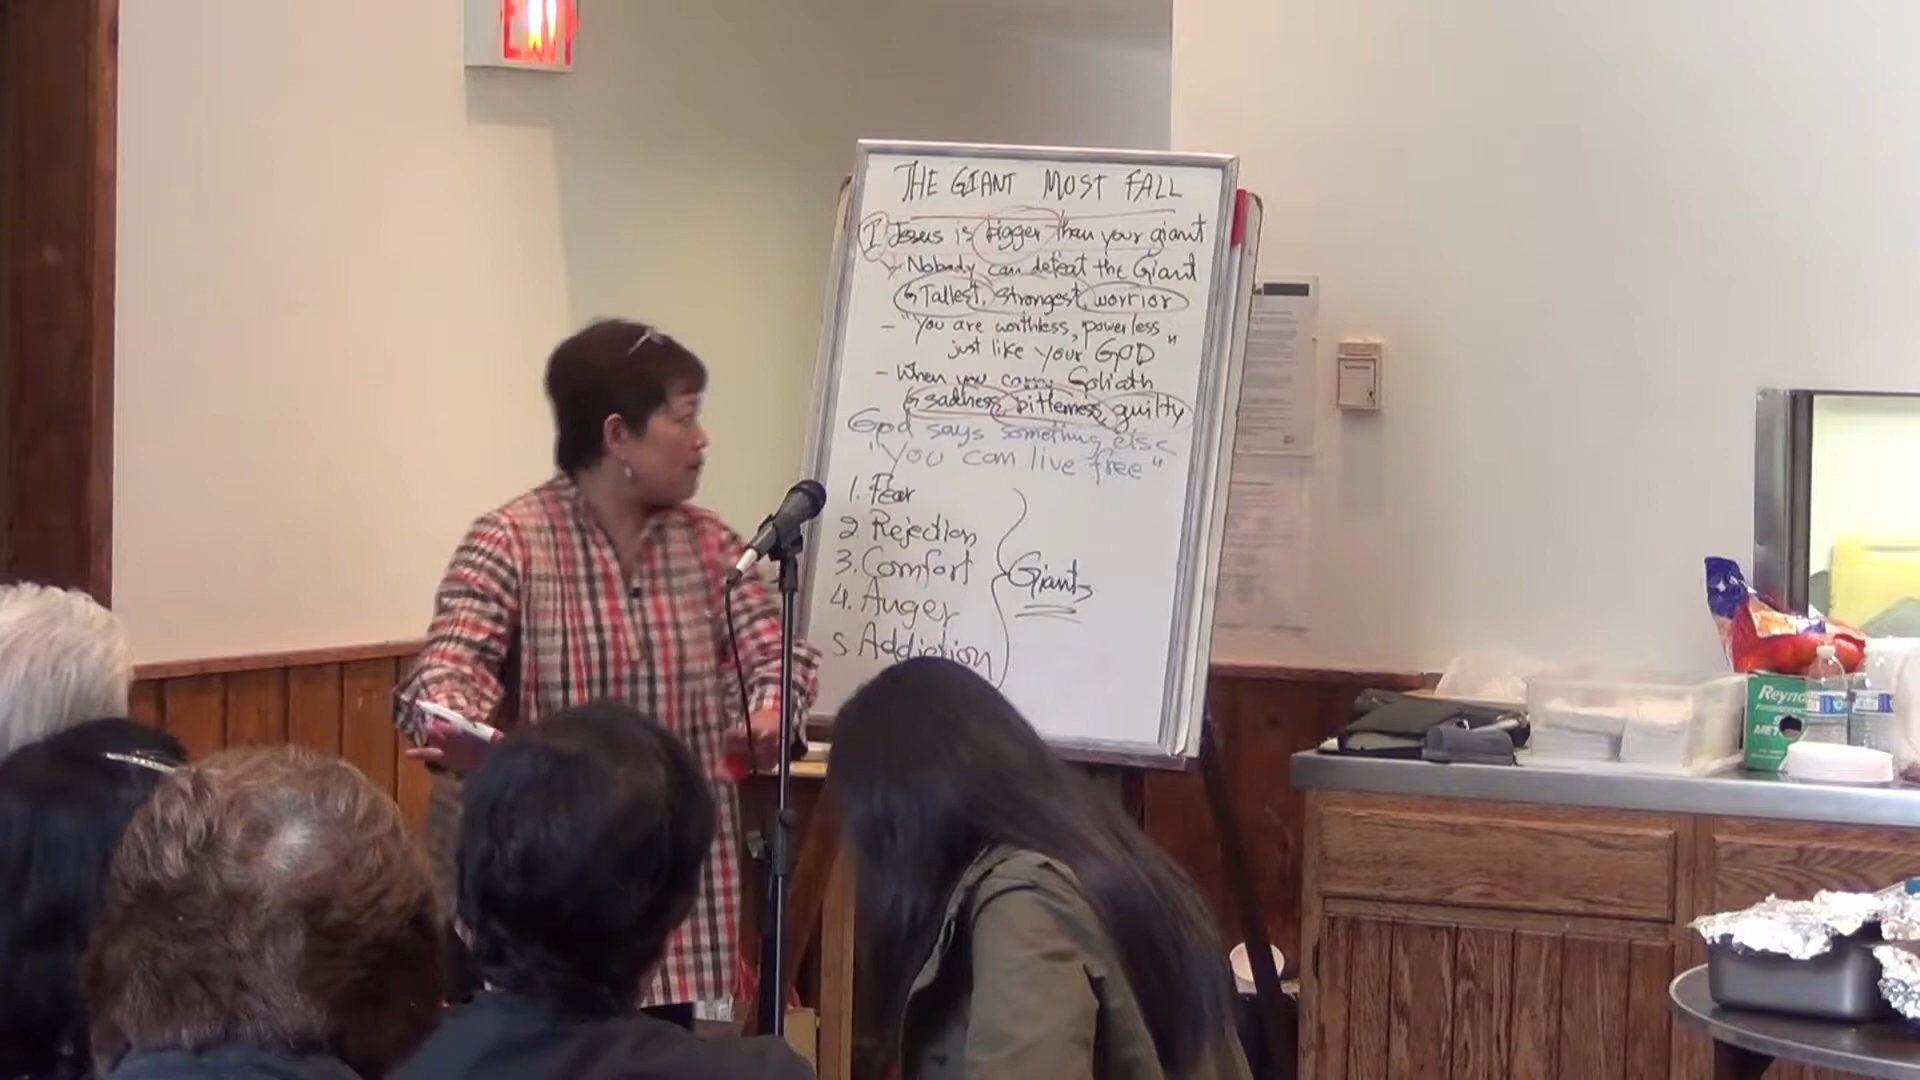 EXIT
THE GIANT MOST FALL
I Jesus is bigger than your giant
Nobody can defeat the Giant
Tallest, strongest, worrior
- "You are worthless, powerless"
just like your GOD
- When you carry Goliath
sadness, bitterness, guilty
God says something else
"You can live free"
1. Fear
2. Rejection
3. Comfort
4. Anger
5 Addiction
Giants
Reyno